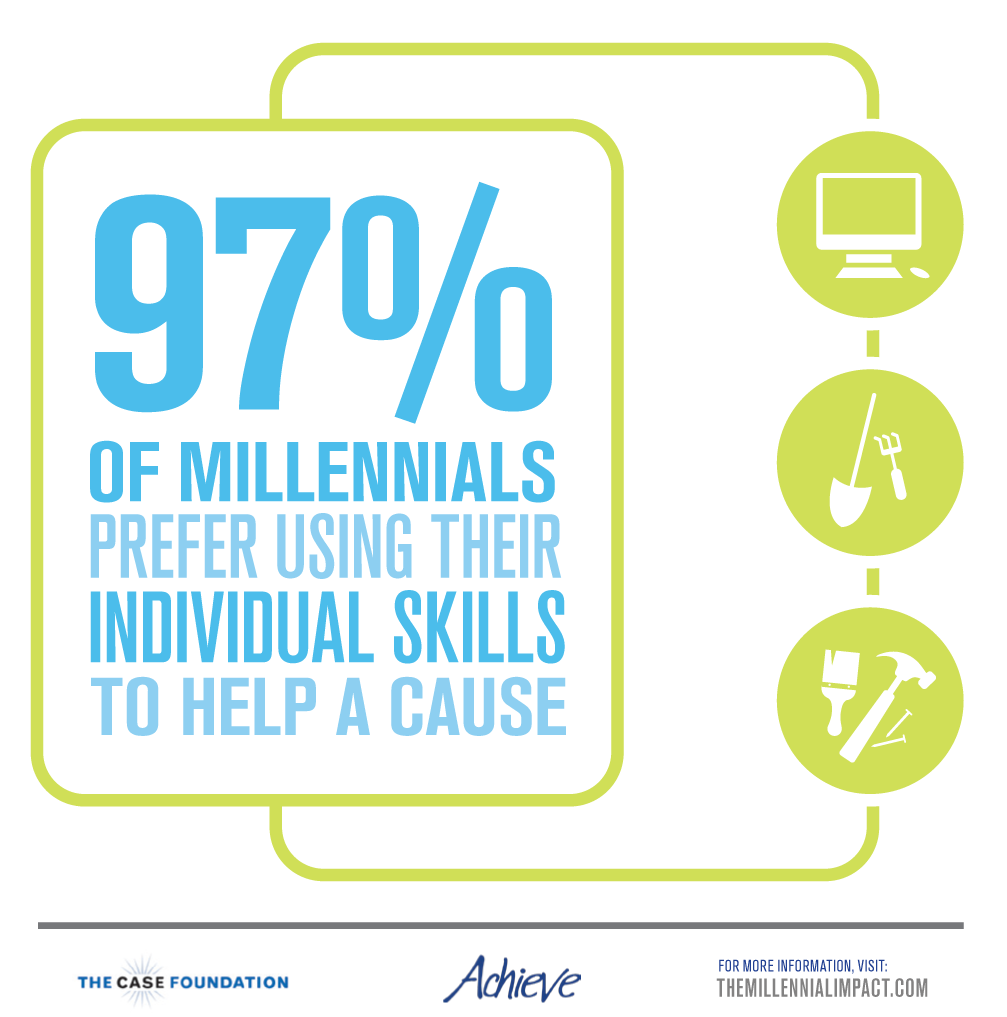 97%
OF MILLENNIALS
PREFER USING THEIR
INDIVIDUAL SKILLS
TO HELP A CAUSE
THE CASE FOUNDATION
Achieve
FOR MORE INFORMATION, VISIT:
THEMILLENNIALIMPACT.COM